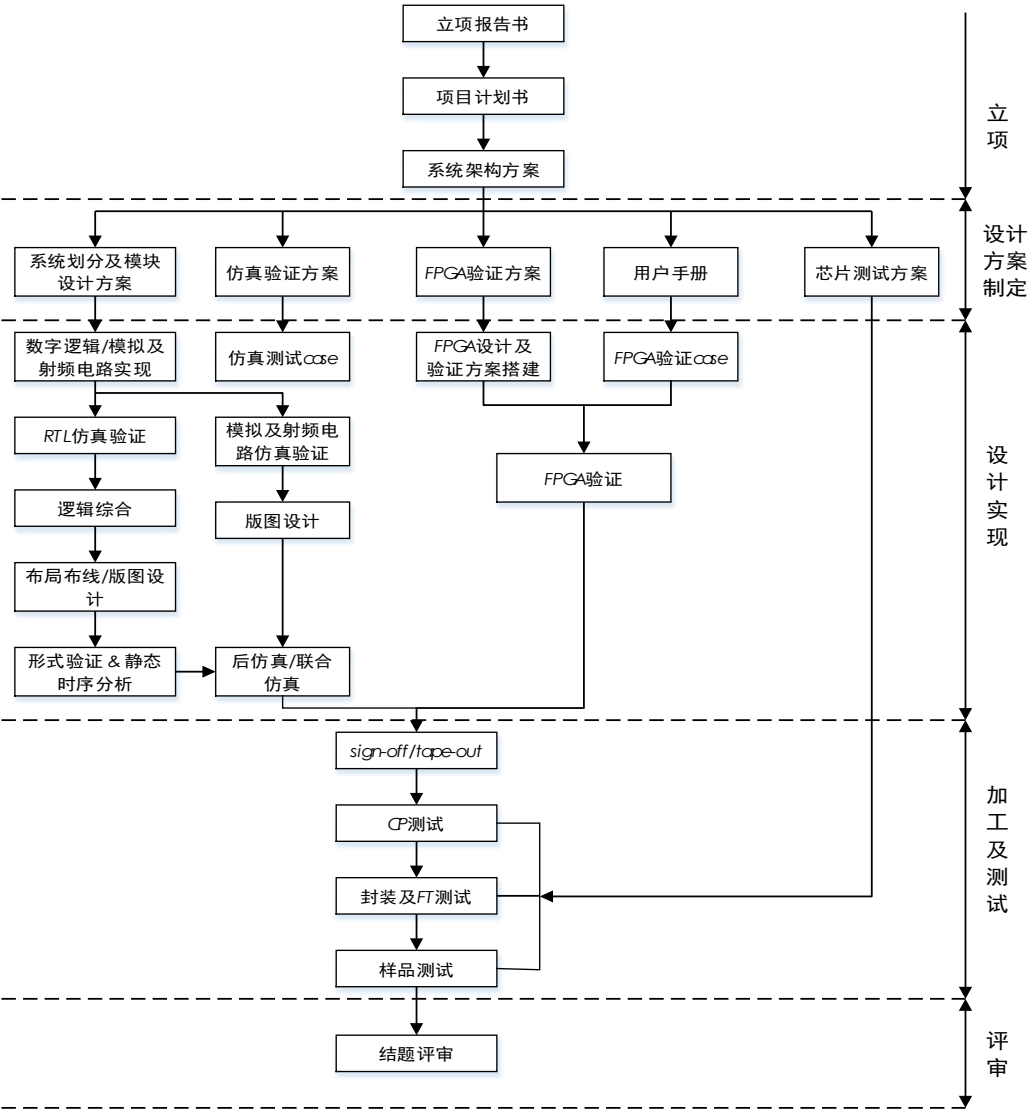 立项报告书
项目计划书
系统架构方案
立
项
系统划分及模块
设计方案
仿真验证方案
FPGA验证方案
用户手册
芯片测试方案
设计
方案
制定
数字逻辑/模拟及
射频电路实现
仿真测试case
FPGA设计及
验证方案搭建
FPGA验证case
RTL仿真验证
模拟及射频电
路仿真验证
FPGA验证
逻辑综合
版图设计
布局布线/版图设
计
形式验证 & 静态
时序分析
后仿真/联合
仿真
设
计
实
现
sign-off/tape-out
CP测试
封装及FT测试
样品测试
加
工
及
测
试
结题评审
评
审